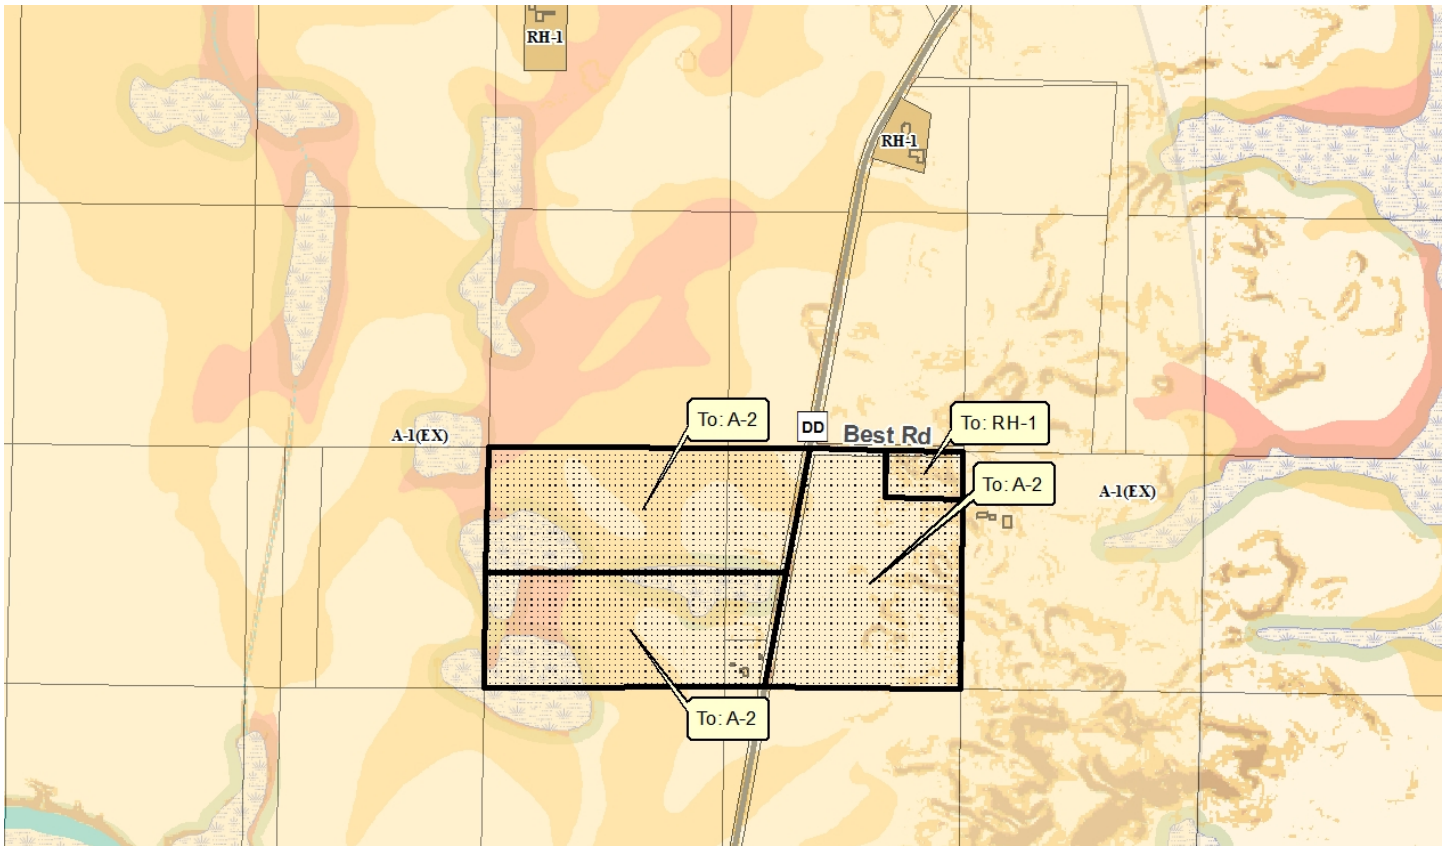 RH-1
RH-1
To: A-2
DD
Best Rd
To: RH-1
A-1(EX)
To: A-2
A-1(EX)
To: A-2